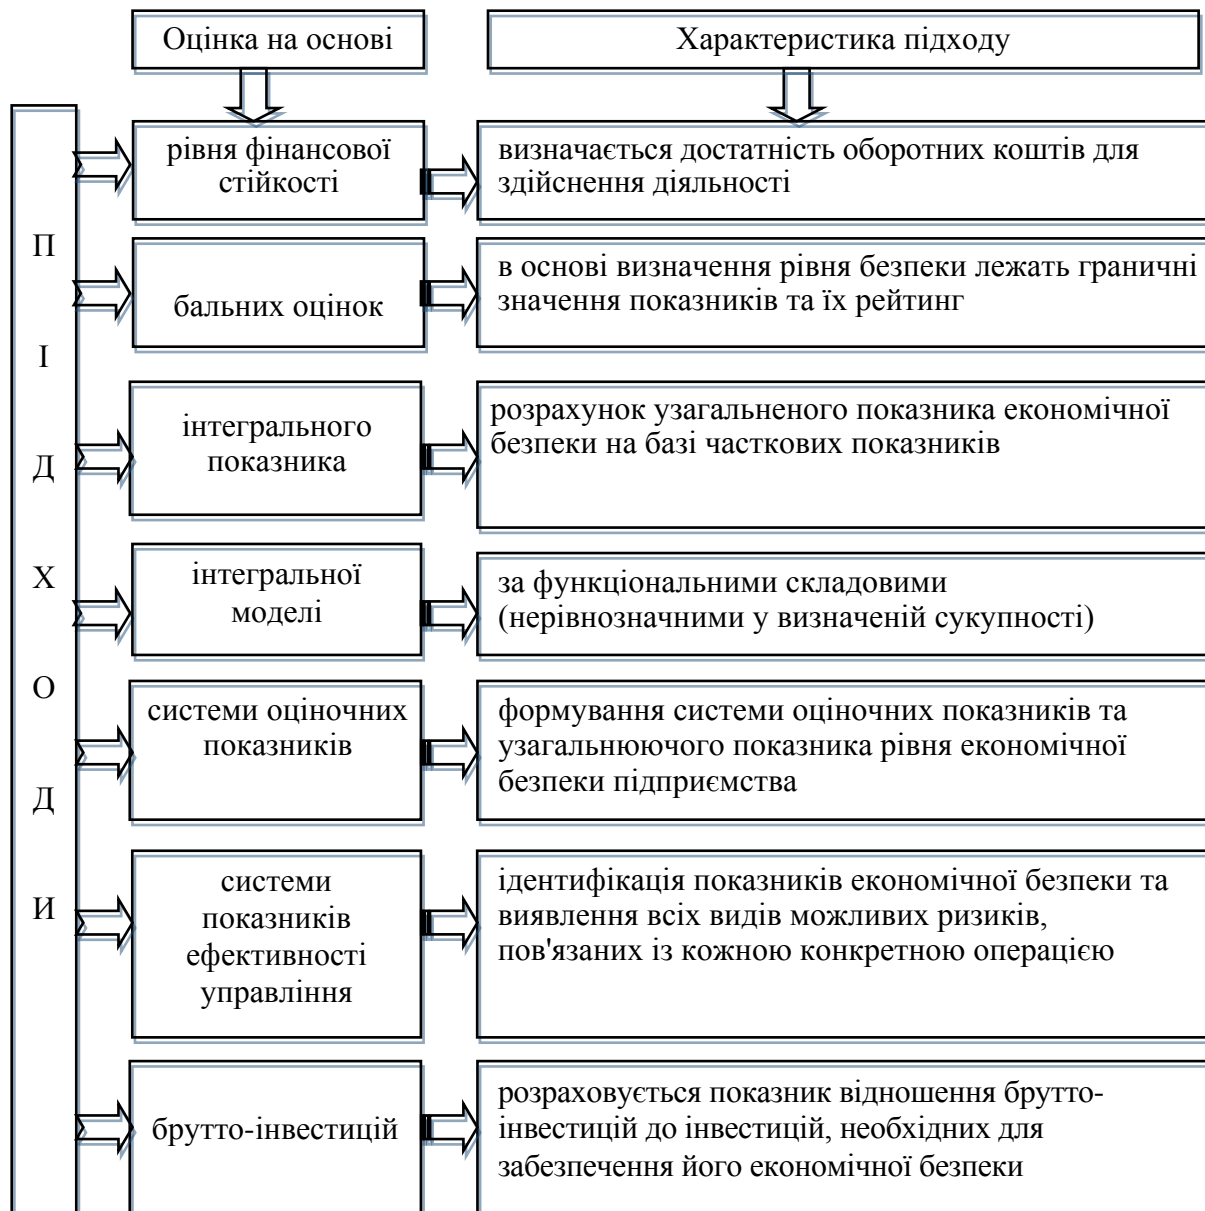 Оцінка на основі
Характеристика підходу
П
І
Д
Х
О
Д
И
рівня фінансової
стійкості
визначається достатність оборотних коштів для
здійснення діяльності
бальних оцінок
в основі визначення рівня безпеки лежать граничні
значення показників та їх рейтинг
інтегрального
показника
розрахунок узагальненого показника економічної
безпеки на базі часткових показників
інтегральної
моделі
за функціональними складовими
(нерівнозначними у визначеній сукупності)
системи оціночних
показників
формування системи оціночних показників та
узагальнюючого показника рівня економічної
безпеки підприємства
системи
показників
ефективності
управління
ідентифікація показників економічної безпеки та
виявлення всіх видів можливих ризиків,
пов'язаних із кожною конкретною операцією
брутто-інвестицій
розраховується показник відношення брутто-
інвестицій до інвестицій, необхідних для
забезпечення його економічної безпеки